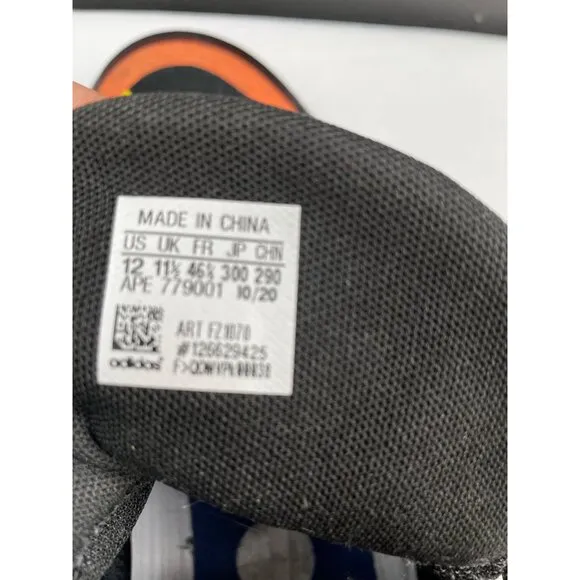 MADE IN CHINA
US UK FR JP CHN
12 11½ 46⅔ 300 290
APE 779001 10/20
ART FZ1070
#126629425
adidas